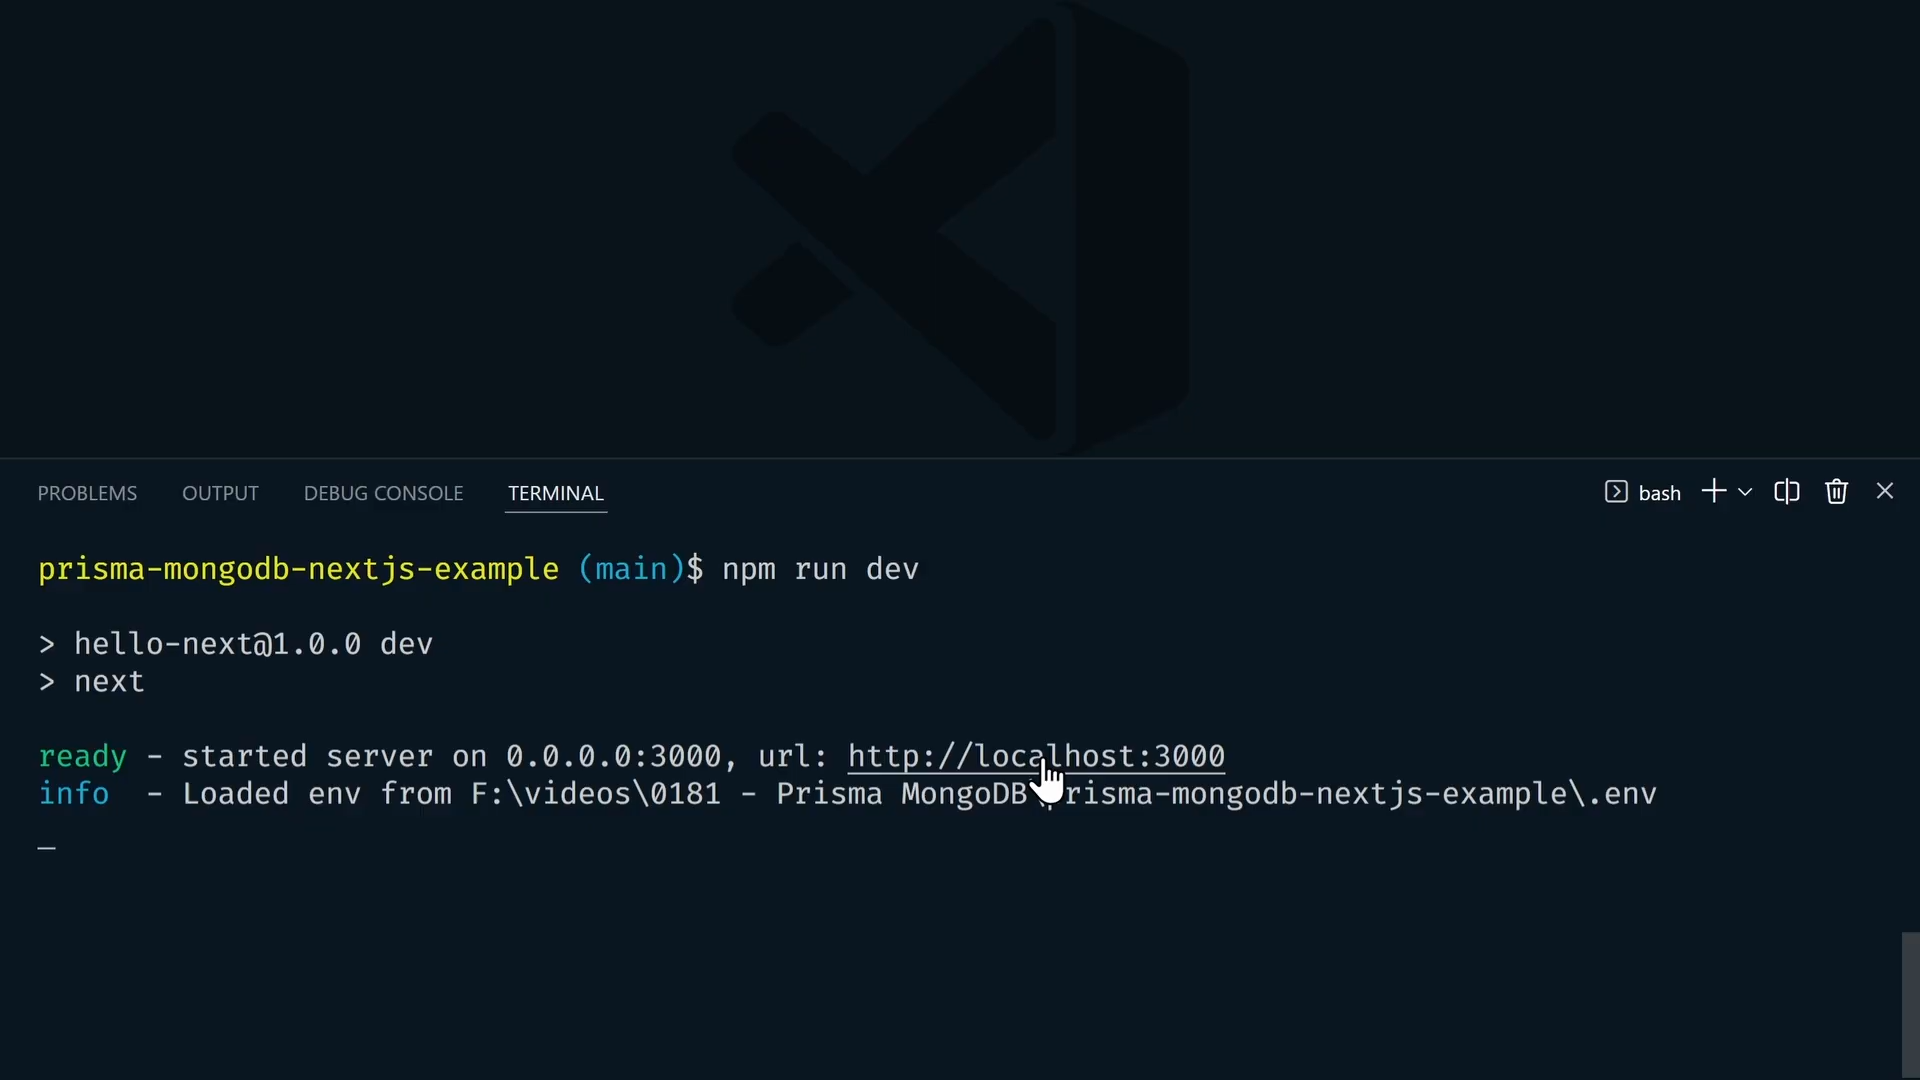 PROBLEMS OUTPUT DEBUG CONSOLE TERMINAL bash
prisma-mongodb-nextjs-example (main)$ npm run dev
> hello-next@1.0.0 dev
> next
ready - started server on 0.0.0.0:3000, url: http://localhost:3000
info - Loaded env from F:\videos\0181 - Prisma MongoDB\prisma-mongodb-nextjs-example\.env